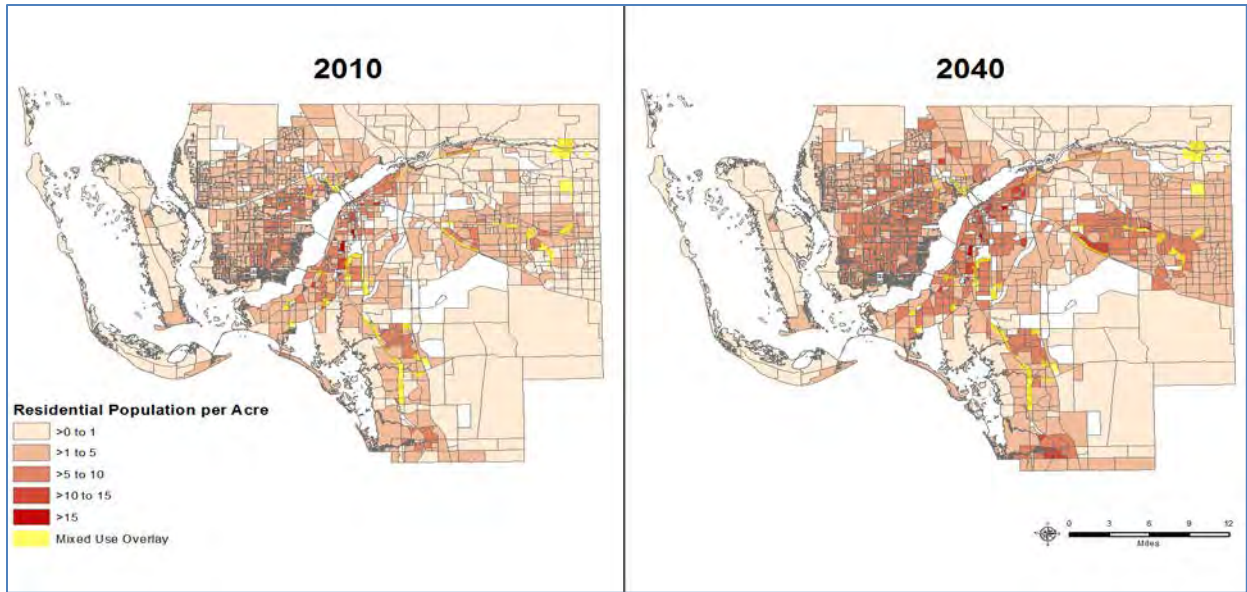 2010
2040
Residential Population per Acre
>0 to 1
>1 to 5
>5 to 10
>10 to 15
>15
Mixed Use Overlay
0 3 6 9 12
Miles